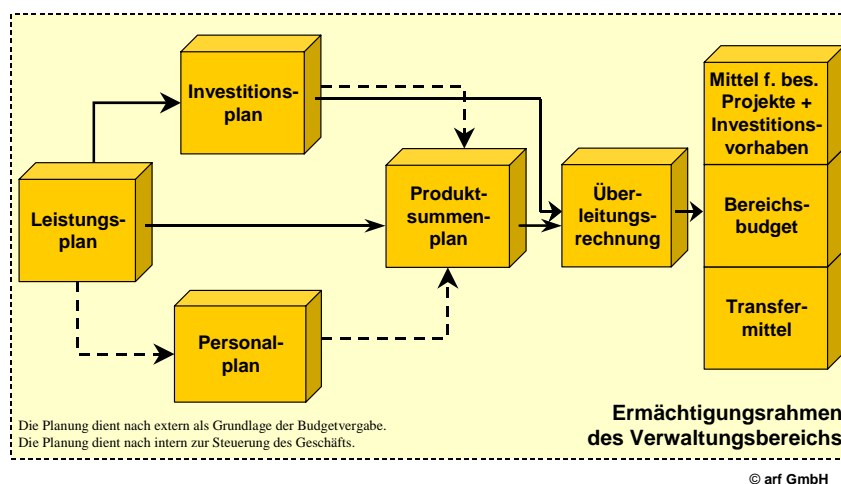 Investitions-
plan
Mittel f. bes.
Projekte +
Investitions-
vorhaben
Leistungs-
plan
Produkt-
summen-
plan
Über-
leitungs-
rechnung
Bereichs-
budget
Personal-
plan
Transfer-
mittel
Die Planung dient nach extern als Grundlage der Budgetvergabe.
Die Planung dient nach intern zur Steuerung des Geschäfts.
Ermächtigungsrahmen
des Verwaltungsbereichs
© arf GmbH